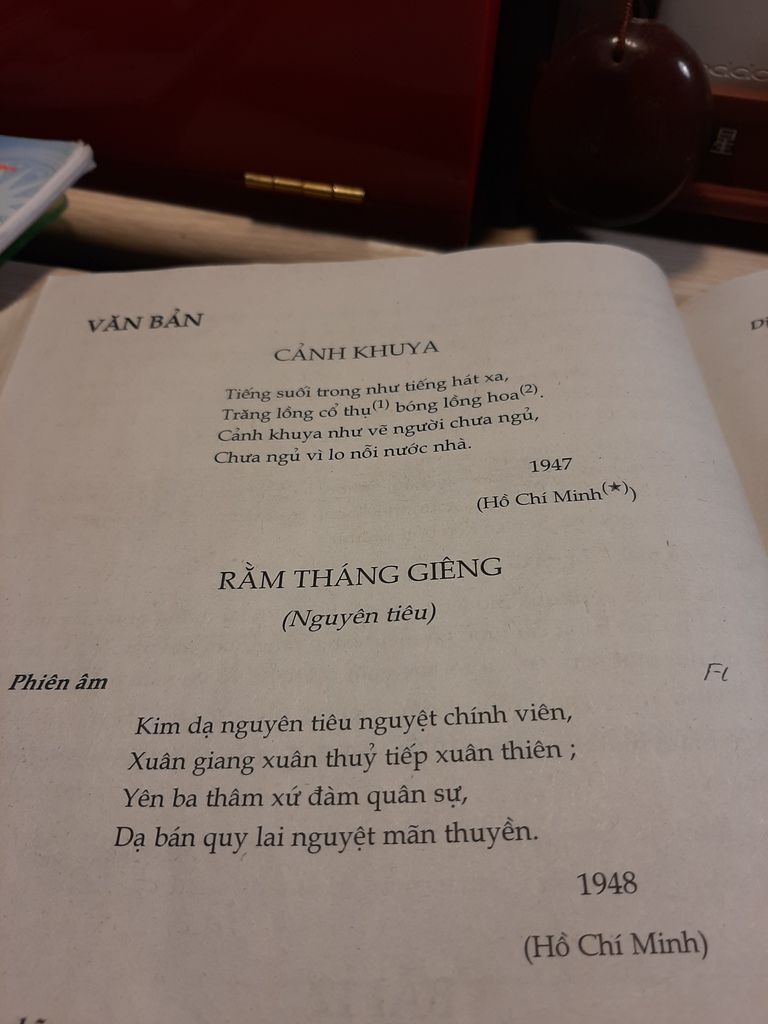 VĂN BẢN
CẢNH KHUYA
Tiếng suối trong như tiếng hát xa,
Trăng lồng cổ thụ(1) bóng lồng hoa(2).
Cảnh khuya như vẽ người chưa ngủ,
Chưa ngủ vì lo nỗi nước nhà.
1947
(Hồ Chí Minh(★))
RẰM THÁNG GIÊNG
(Nguyên tiêu)
Phiên âm
Kim dạ nguyên tiêu nguyệt chính viên,
Xuân giang xuân thuỷ tiếp xuân thiên ;
Yên ba thâm xứ đàm quân sự,
Dạ bán quy lai nguyệt mãn thuyền.
1948
(Hồ Chí Minh)